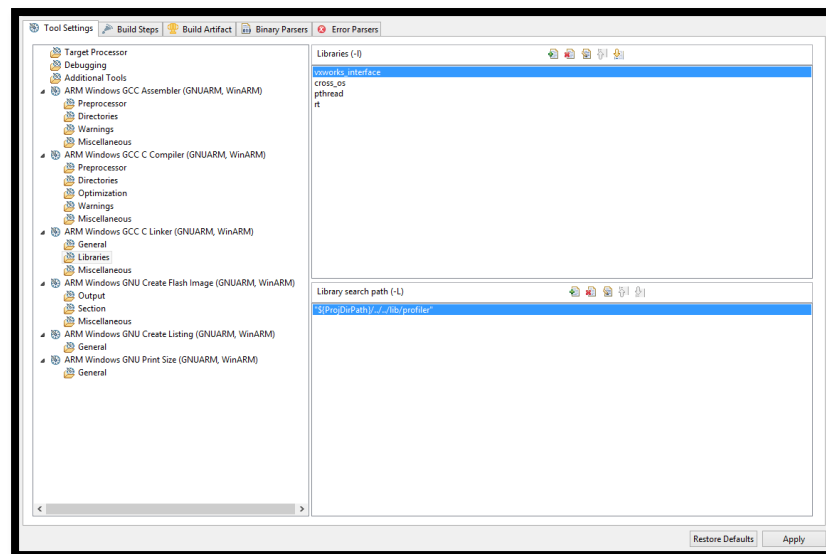 Tool Settings Build Steps Build Artifact Binary Parsers Error Parsers
Target Processor
Debugging
Additional Tools
ARM Windows GCC Assembler (GNUARM, WinARM)
Preprocessor
Directories
Warnings
Miscellaneous
ARM Windows GCC C Compiler (GNUARM, WinARM)
Preprocessor
Directories
Optimization
Warnings
Miscellaneous
ARM Windows GCC C Linker (GNUARM, WinARM)
General
Libraries
Miscellaneous
ARM Windows GNU Create Flash Image (GNUARM, WinARM)
Output
Section
Miscellaneous
ARM Windows GNU Create Listing (GNUARM, WinARM)
General
ARM Windows GNU Print Size (GNUARM, WinARM)
General
Libraries (-l)
vxworks_interface
cross_os
pthread
rt
Library search path (-L)
"${ProjDirPath}/../../lib/profiler"
Restore Defaults Apply